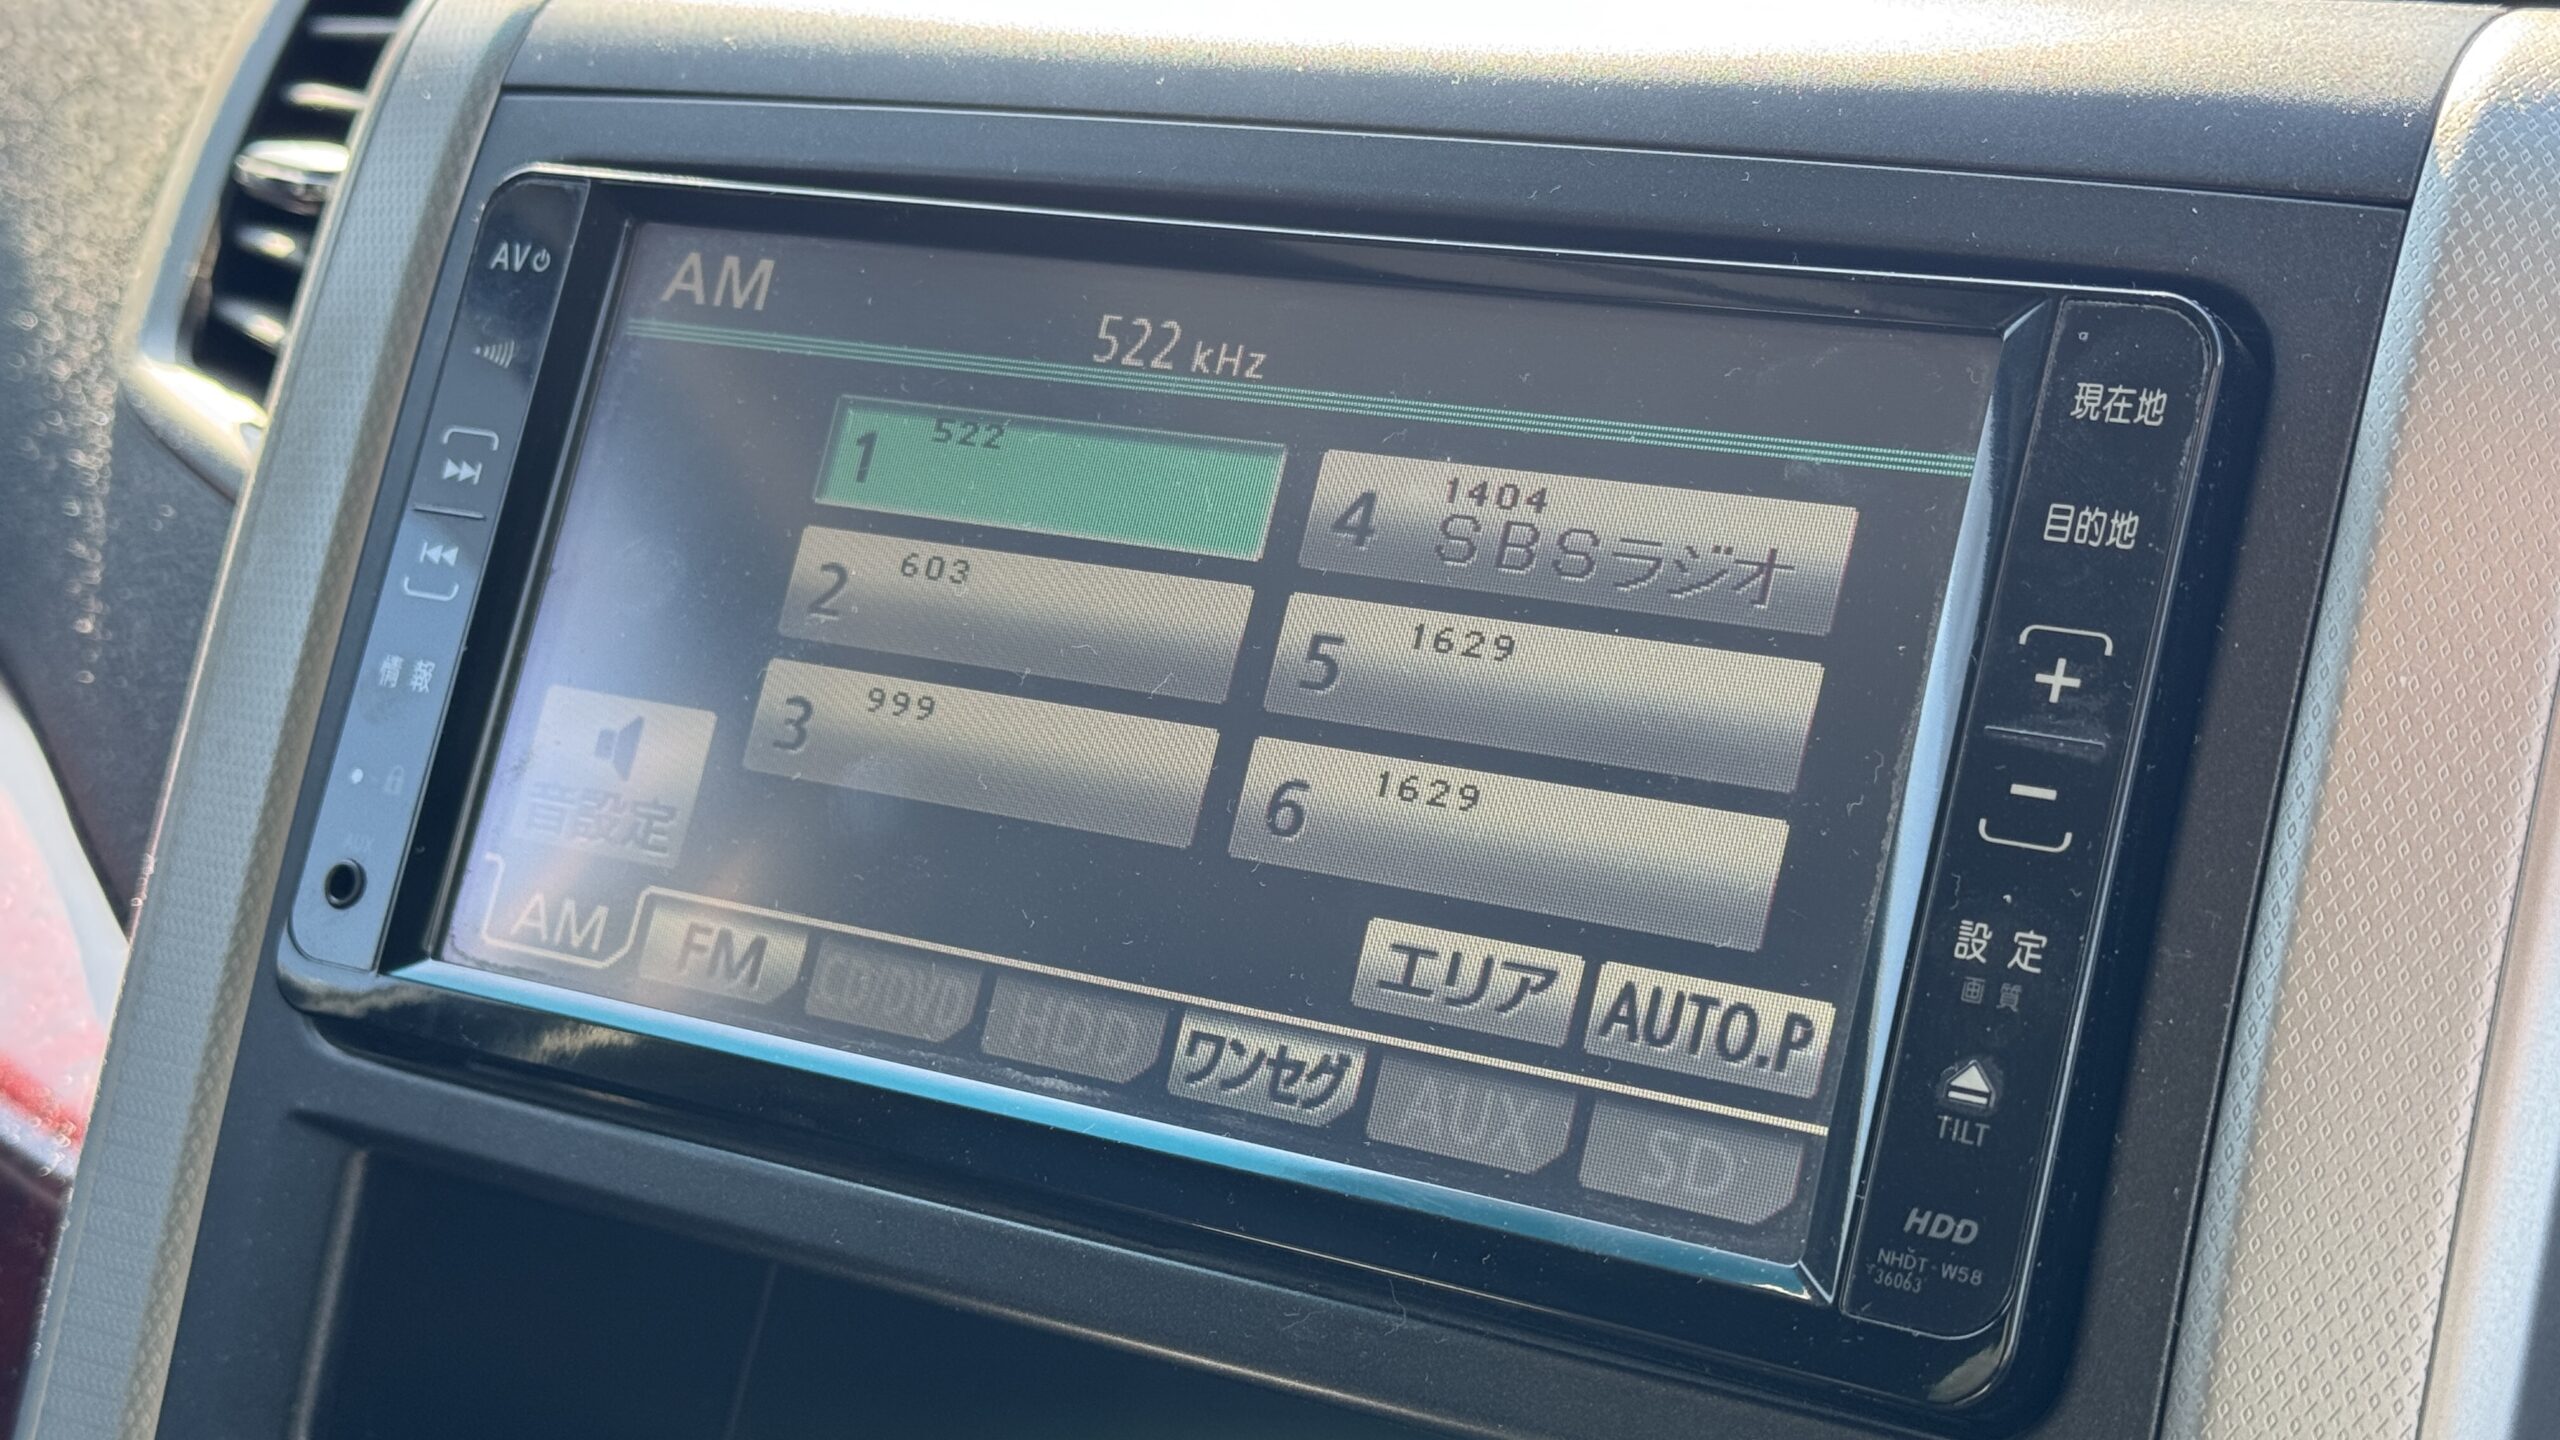 AV
情報
AM
522 kHz
1 522
2 603
3 999
4 1404
SBSラジオ
5 1629
6 1629
音設定
エリア
AUTO.P
AM
FM
CD/DVD
HDD
ワンセグ
AUX
SD
現在地
目的地
+
−
設定
画質
TILT
HDD
NHDT-W58
Y36063